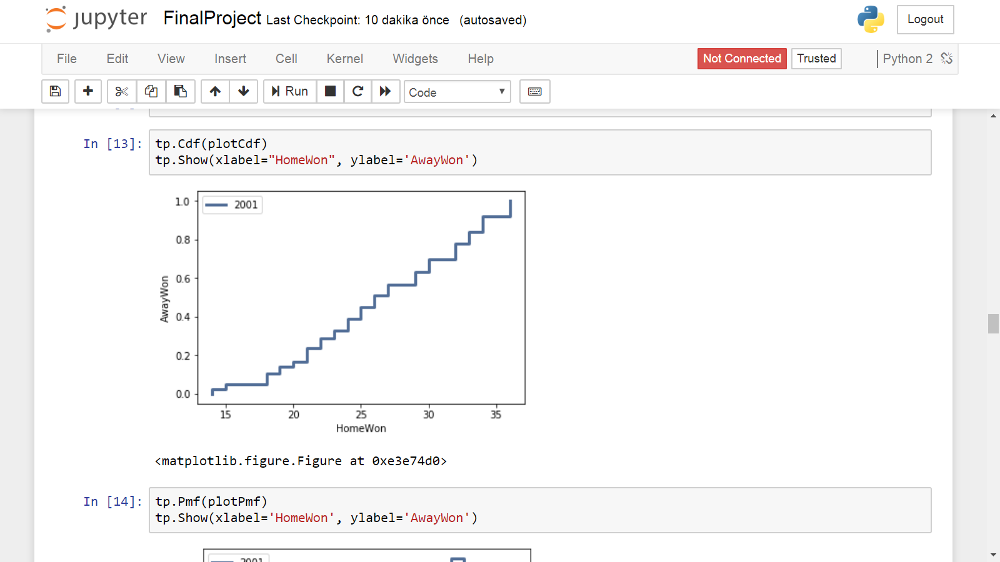 jupyter FinalProject Last Checkpoint: 10 dakika önce (autosaved) Logout
File Edit View Insert Cell Kernel Widgets Help Not Connected Trusted Python 2
Run Code
In [13]: tp.Cdf(plotCdf)
tp.Show(xlabel="HomeWon", ylabel='AwayWon')
2001
1.0
0.8
0.6
0.4
0.2
0.0
AwayWon
15 20 25 30 35
HomeWon
<matplotlib.figure.Figure at 0xe3e74d0>
In [14]: tp.Pmf(plotPmf)
tp.Show(xlabel='HomeWon', ylabel='AwayWon')
2001